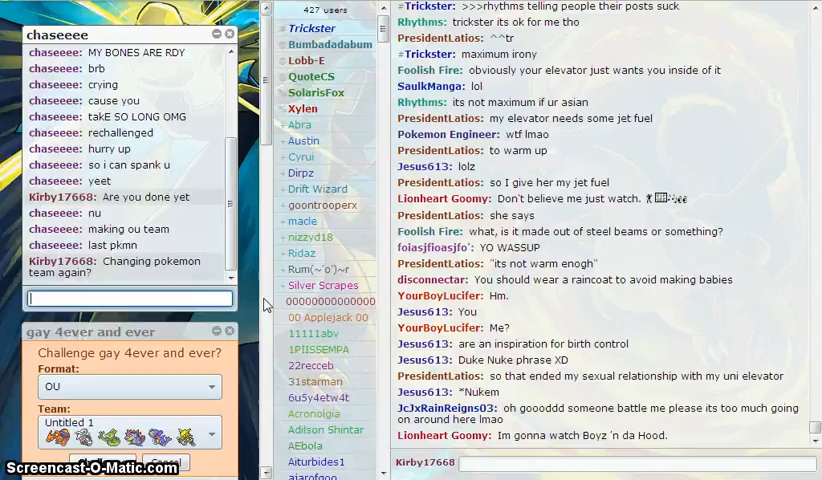 chaseeee
chaseeee: MY BONES ARE RDY
chaseeee: brb
chaseeee: crying
chaseeee: cause you
chaseeee: takE SO LONG OMG
chaseeee: rechallenged
chaseeee: hurry up
chaseeee: so i can spank u
chaseeee: yeet
Kirby17668: Are you done yet
chaseeee: nu
chaseeee: making ou team
chaseeee: last pkmn
Kirby17668: Changing pokemon
team again?
gay 4ever and ever
Challenge gay 4ever and ever?
Format:
OU
Team:
Untitled 1
Screencast-O-Matic.com
427 users
#Trickster
@Bumbadadabum
Lobb-E
@QuoteCS
@SolarisFox
Xylen
+Abra
+Austin
+Cyrui
+Dirpz
+Drift Wizard
+goontrooperx
+macle
+nizzyd18
+Ridaz
+Rum(~'o')~r
+Silver Scrapes
00 Applejack 00
11111abv
1PIISSEMPA
22recceb
31starman
6u5y4etw4t
Acronolgia
Adilson Shintar
AEbola
Aiturbides1
ajarofgoo
#Trickster: >>>rhythms telling people their posts suck
Rhythms: trickster its ok for me tho
PresidentLatios: ^^tr
#Trickster: maximum irony
Foolish Fire: obviously your elevator just wants you inside of it
SaulkManga: lol
Rhythms: its not maximum if ur asian
PresidentLatios: my elevator needs some jet fuel
Pokemon Engineer: wtf lmao
PresidentLatios: to warm up
Jesus613: lolz
PresidentLatios: so I give her my jet fuel
Lionheart Goomy: Don't believe me just watch.
PresidentLatios: she says
Foolish Fire: what, is it made out of steel beams or something?
foiasjfioasjfo': YO WASSUP
PresidentLatios: "its not warm enogh"
disconnectar: You should wear a raincoat to avoid making babies
YourBoyLucifer: Hm.
Jesus613: You
YourBoyLucifer: Me?
Jesus613: are an inspiration for birth control
Jesus613: Duke Nuke phrase XD
PresidentLatios: so that ended my sexual relationship with my uni elevator
Jesus613: *Nukem
JcJxRainReigns03: oh goooddd someone battle me please its too much going
on around here lmao
Lionheart Goomy: Im gonna watch Boyz 'n da Hood.
Kirby17668